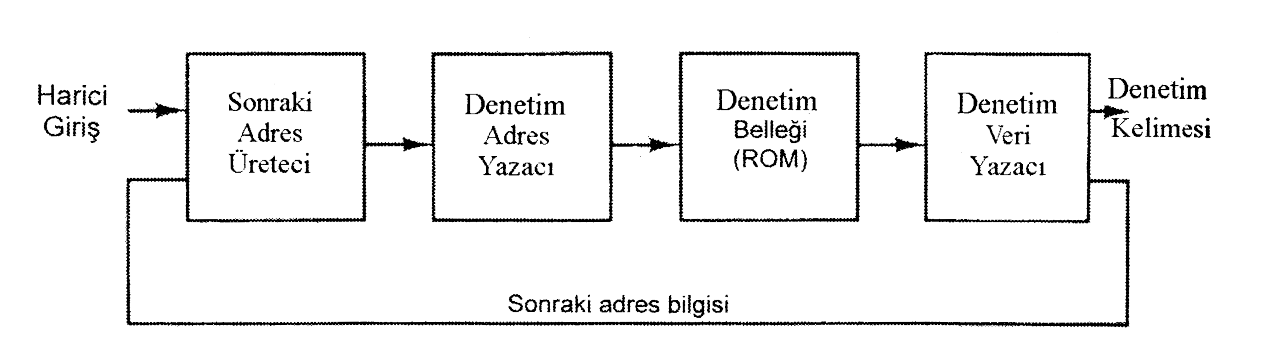 Harici
Giriş
Sonraki
Adres
Üreteci
Denetim
Adres
Yazacı
Denetim
Belleği
(ROM)
Denetim
Veri
Yazacı
Denetim
Kelimesi
Sonraki adres bilgisi